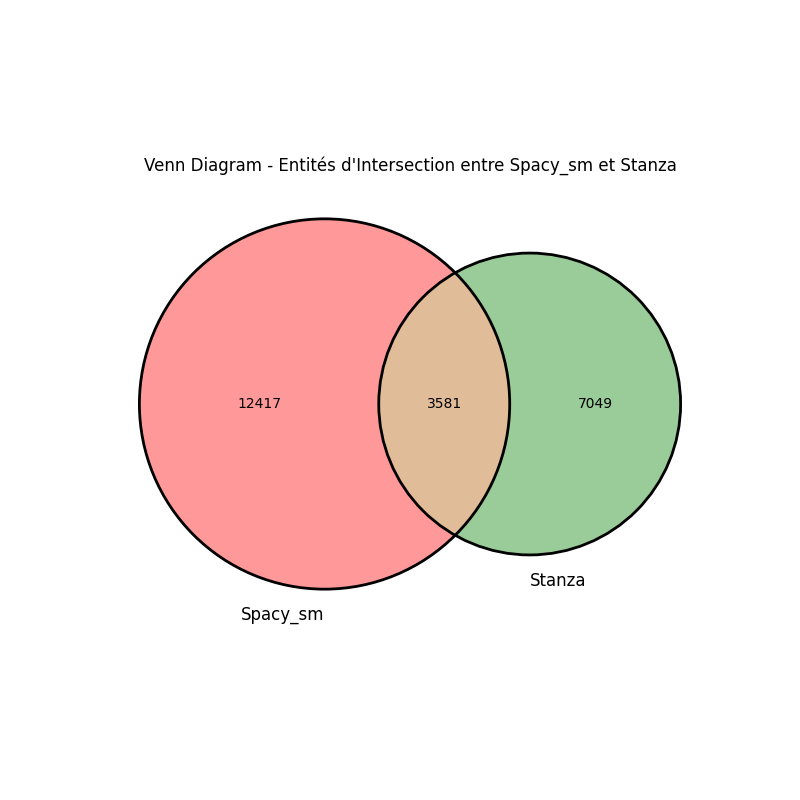 Venn Diagram - Entités d'Intersection entre Spacy_sm et Stanza
12417
3581
7049
Stanza
Spacy_sm